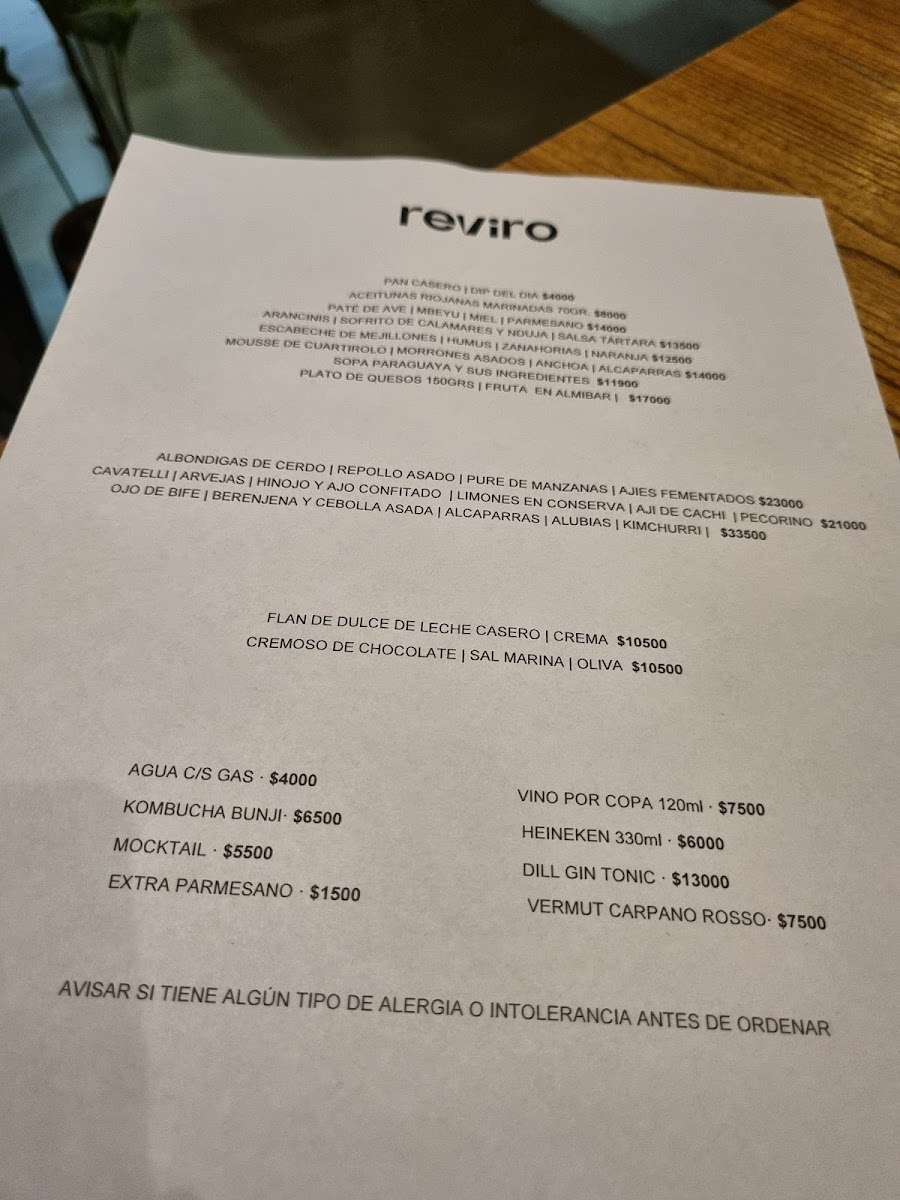 reviro
PAN CASERO | DIP DEL DIA $4000
ACEITUNAS RIOJANAS MARINADAS 70GR. $8000
PATE DE AVE | MBEYU | MIEL | PARMESANO $14000
ARANCINIS | SOFRITO DE CALAMARES Y NDUJA | SALSA TÁRTARA $13500
ESCABECHE DE MEJILLONES | HUMUS | ZANAHORIAS | NARANJA $12500
MOUSSE DE CUARTIROLO | MORRONES ASADOS | ANCHOA | ALCAPARRAS $14000
SOPA PARAGUAYA Y SUS INGREDIENTES $11900
PLATO DE QUESOS 150GRS | FRUTA EN ALMIBAR | $17000
ALBONDIGAS DE CERDO | REPOLLO ASADO | PURE DE MANZANAS | AJIES FEMENTADOS $23000
CAVATELLI | ARVEJAS | HINOJO Y AJO CONFITADO | LIMONES EN CONSERVA | AJI DE CACHI | PECORINO $21000
OJO DE BIFE | BERENJENA Y CEBOLLA ASADA | ALCAPARRAS | ALUBIAS | KIMCHURRI | $33500
FLAN DE DULCE DE LECHE CASERO | CREMA $10500
CREMOSO DE CHOCOLATE | SAL MARINA | OLIVA $10500
AGUA C/S GAS · $4000
KOMBUCHA BUNJI· $6500
MOCKTAIL · $5500
EXTRA PARMESANO · $1500
VINO POR COPA 120ml · $7500
HEINEKEN 330ml · $6000
DILL GIN TONIC · $13000
VERMUT CARPANO ROSSO· $7500
AVISAR SI TIENE ALGÚN TIPO DE ALERGIA O INTOLERANCIA ANTES DE ORDENAR